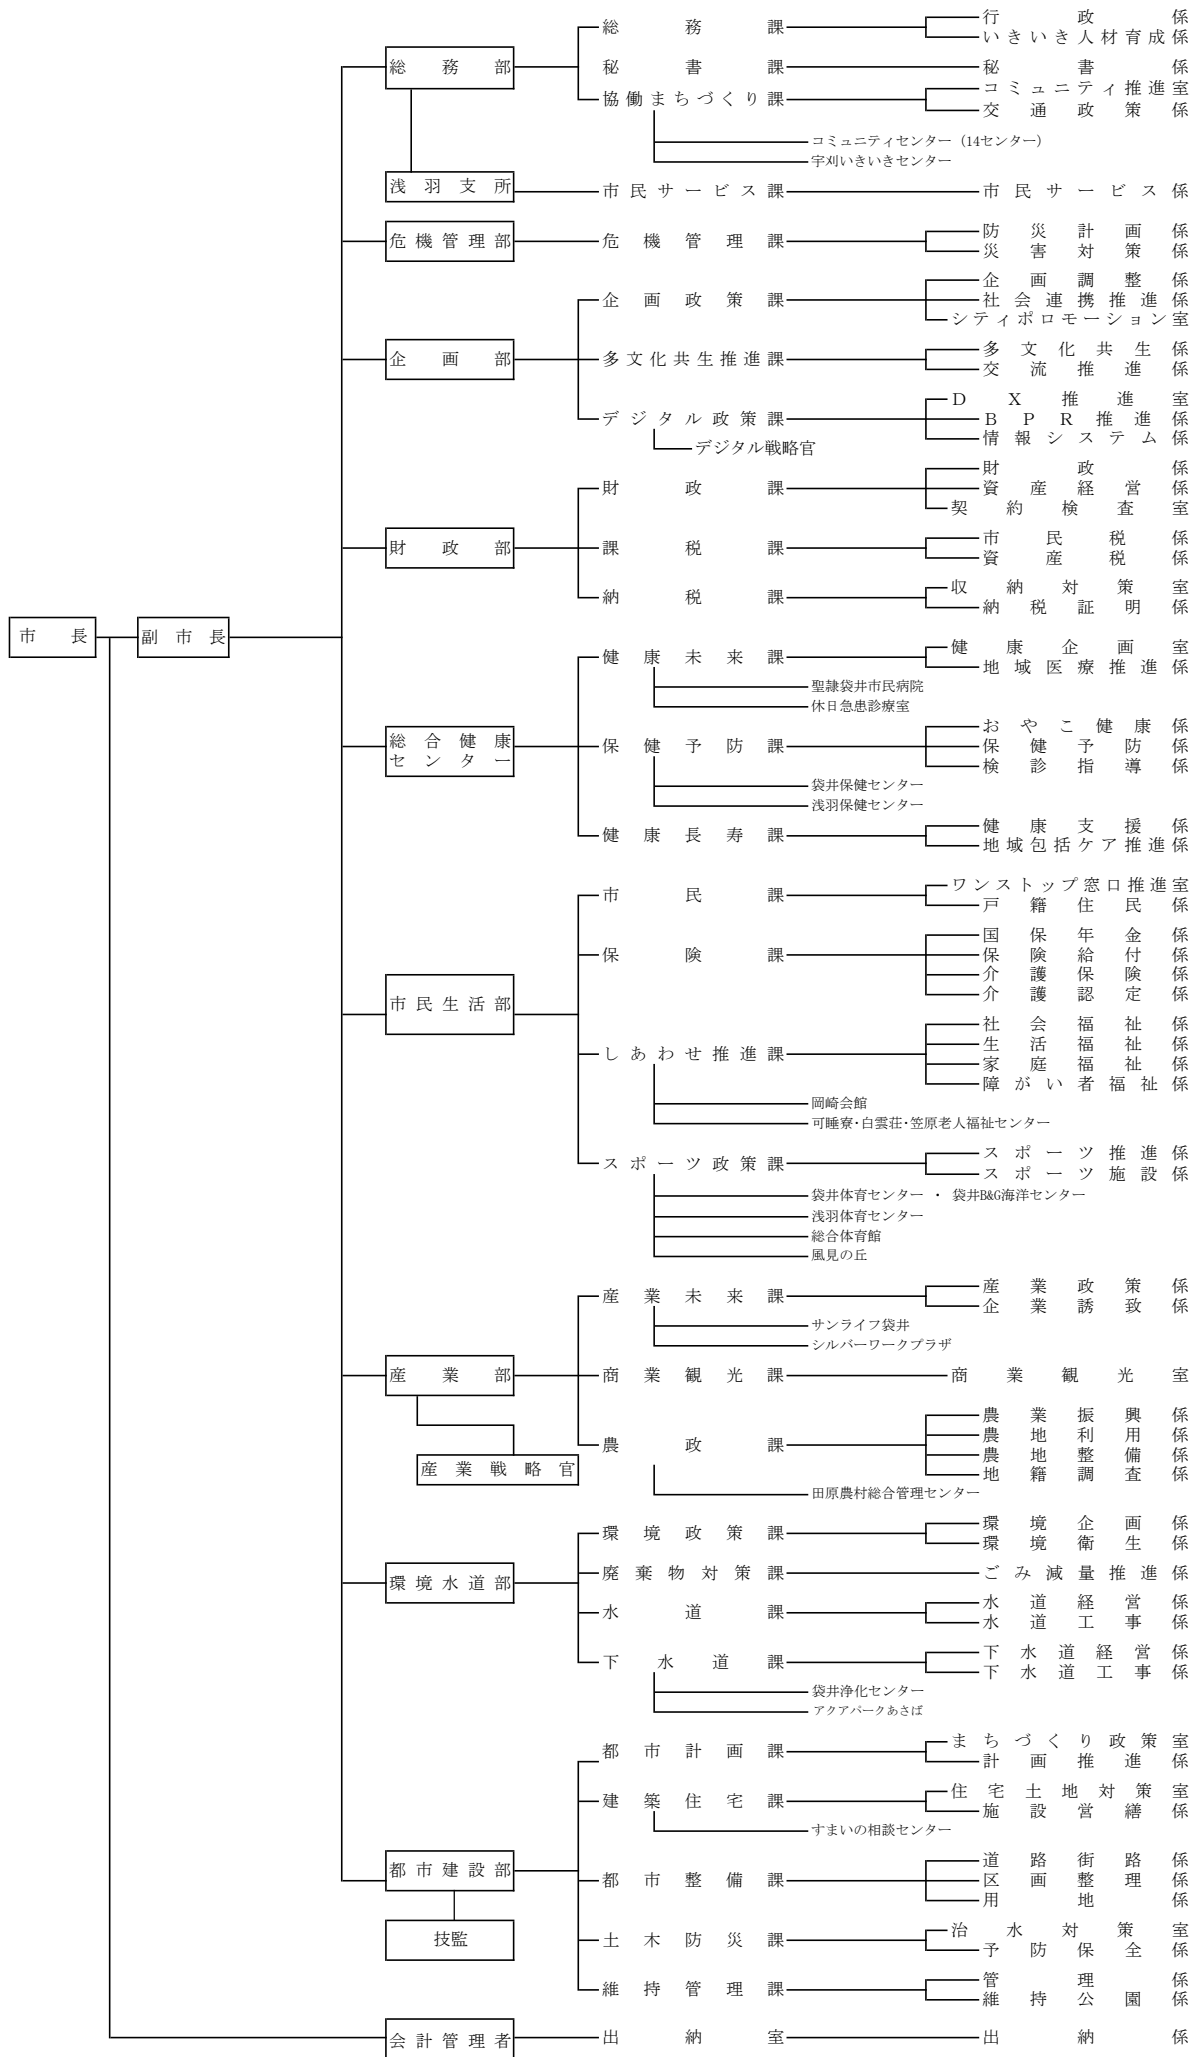 行政係
総務課
いきいき人材育成係
総務部
秘書課
秘書係
コミュニティ推進室
協働まちづくり課
交通政策係
コミュニティセンター（14センター）
宇刈いきいきセンター
浅羽支所
市民サービス課
市民サービス係
防災計画係
危機管理部
危機管理課
災害対策係
企画調整係
企画政策課
社会連携推進係
シティポロモーション室
多文化共生係
企画部
多文化共生推進課
交流推進係
ＤＸ推進室
デジタル政策課
ＢＰＲ推進係
情報システム係
デジタル戦略官
財政係
財政課
資産経営係
契約検査室
市民税係
財政部
課税課
資産税係
収納対策室
納税課
納税証明係
市長
副市長
健康企画室
健康未来課
地域医療推進係
聖隷袋井市民病院
休日急患診療室
おやこ健康係
総合健康
センター
保健予防課
保健予防係
検診指導係
袋井保健センター
浅羽保健センター
健康支援係
健康長寿課
地域包括ケア推進係
ワンストップ窓口推進室
市民課
戸籍住民係
国保年金係
保険課
保険給付係
介護保険係
介護認定係
市民生活部
社会福祉係
生活福祉係
しあわせ推進課
家庭福祉係
障がい者福祉係
岡崎会館
可睡寮・白雲荘・笠原老人福祉センター
スポーツ推進係
スポーツ政策課
スポーツ施設係
袋井体育センター ・ 袋井B&G海洋センター
浅羽体育センター
総合体育館
風見の丘
産業政策係
産業未来課
企業誘致係
サンライフ袋井
シルバーワークプラザ
産業部
商業観光課
商業観光室
農業振興係
農地利用係
農政課
農地整備係
産業戦略官
地籍調査係
田原農村総合管理センター
環境企画係
環境政策課
環境衛生係
環境水道部
廃棄物対策課
ごみ減量推進係
水道経営係
水道課
水道工事係
下水道経営係
下水道課
下水道工事係
袋井浄化センター
アクアパークあさば
まちづくり政策室
都市計画課
計画推進係
住宅土地対策室
建築住宅課
施設営繕係
すまいの相談センター
道路街路係
都市建設部
都市整備課
区画整理係
用地係
技監
治水対策室
土木防災課
予防保全係
管理係
維持管理課
維持公園係
会計管理者
出納室
出納係